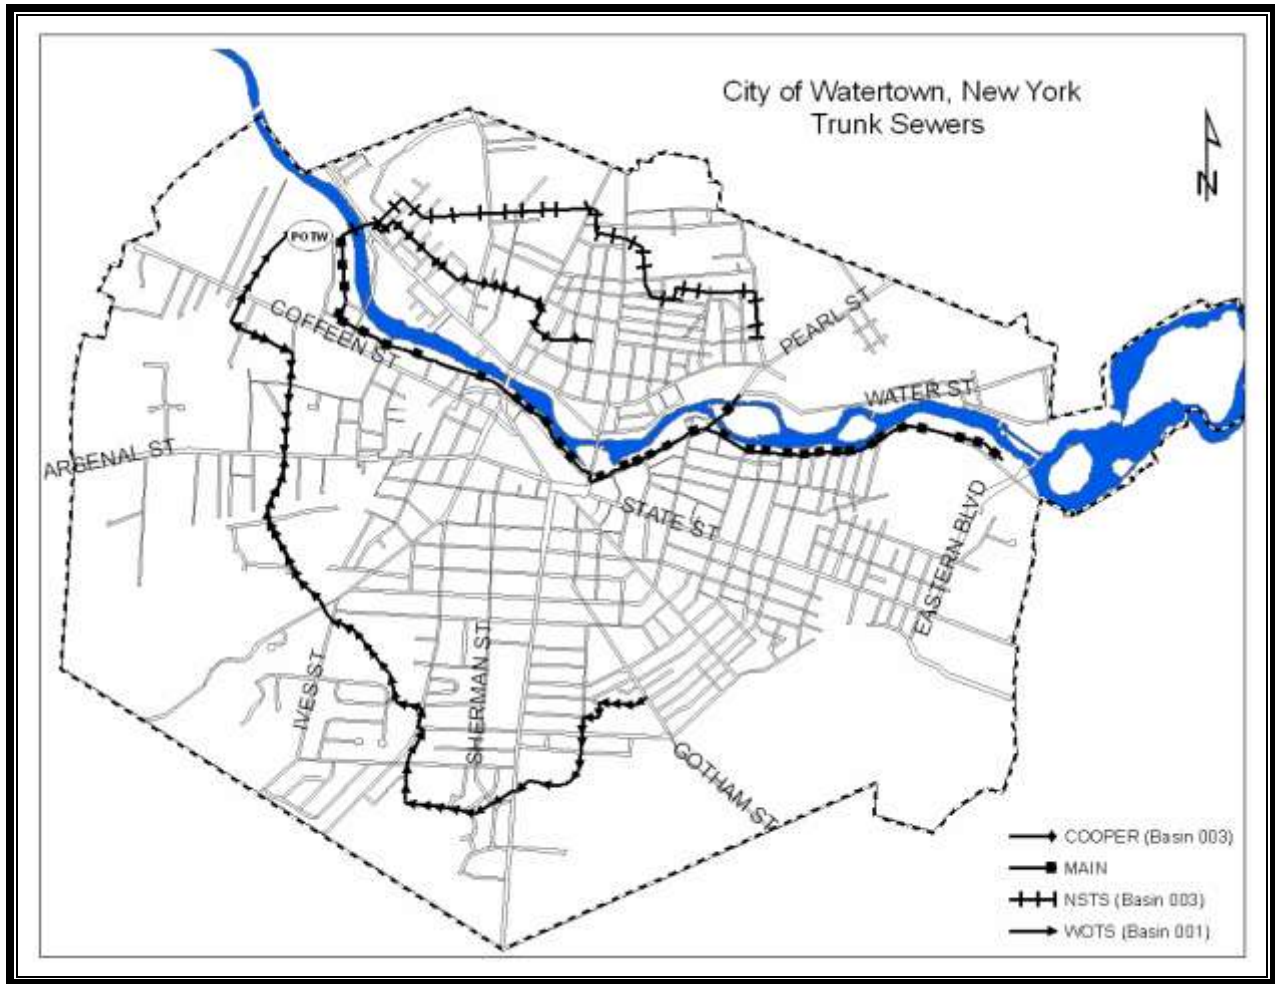 City of Watertown, New York
Trunk Sewers
N
POTW
COFFEEN ST
PEARL ST
WATER ST
ARSENAL ST
STATE ST
EASTERN BLVD
IVES ST
SHERMAN ST
GOTHAM ST
COOPER (Basin 003)
MAIN
NSTS (Basin 003)
WOTS (Basin 001)